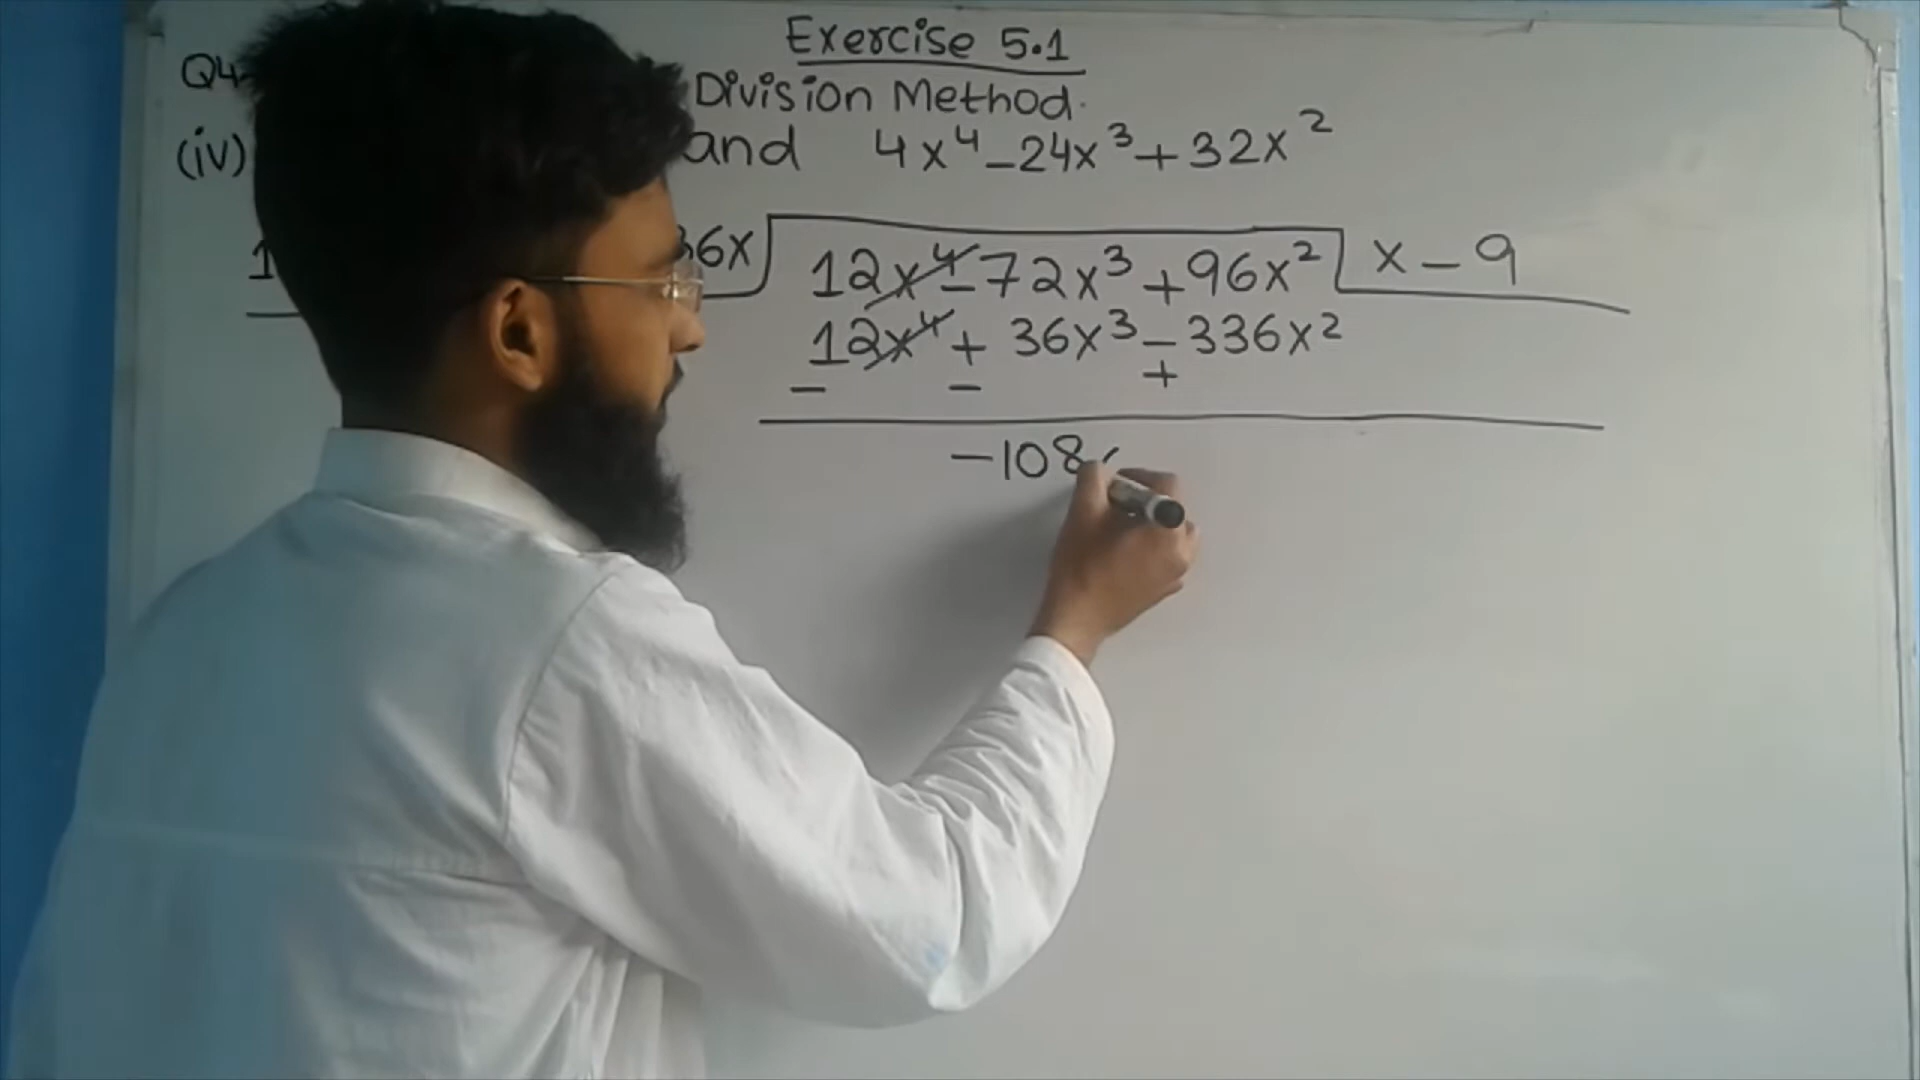 Exercise 5.1
Q4 Division Method.
(iv) and 4x⁴-24x³+32x²
1 36x 12x⁴-72x³+96x² x-9
12x⁴+36x³-336x²
- - +
-108